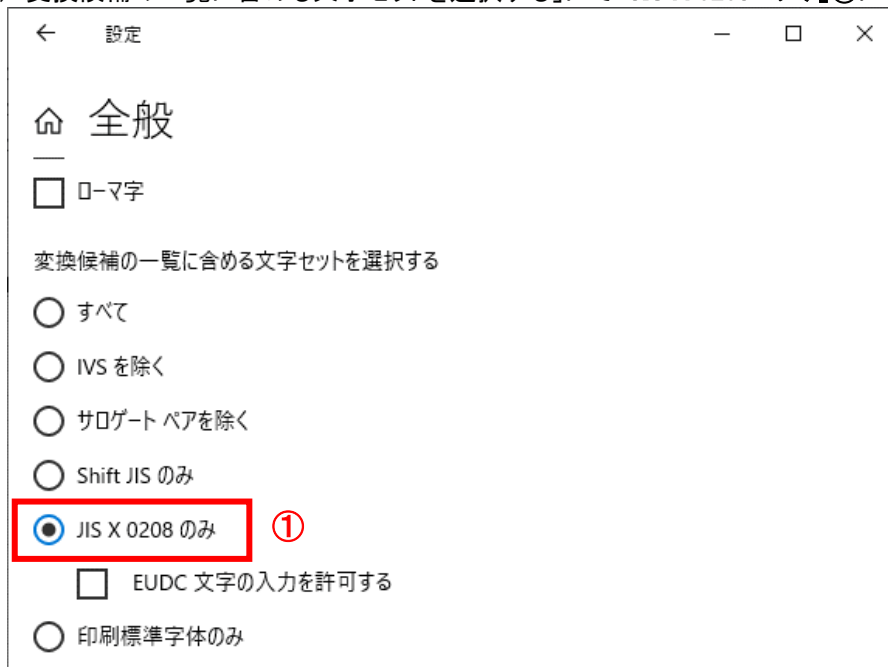 設定
全般
ローマ字
変換候補の一覧に含める文字セットを選択する
すべて
IVS を除く
サロゲート ペアを除く
Shift JIS のみ
JIS X 0208 のみ ①
EUDC 文字の入力を許可する
印刷標準字体のみ